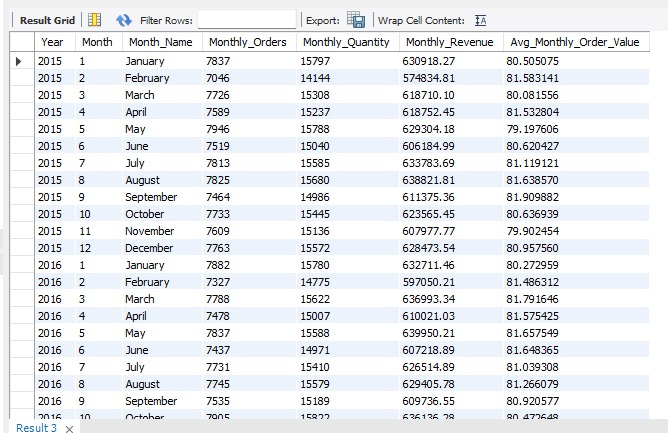 Result Grid Filter Rows: Export: Wrap Cell Content:
Year Month Month_Name Monthly_Orders Monthly_Quantity Monthly_Revenue Avg_Monthly_Order_Value
2015 1 January 7837 15797 630918.27 80.505075
2015 2 February 7046 14144 574834.81 81.583141
2015 3 March 7726 15308 618710.10 80.081556
2015 4 April 7589 15237 618752.45 81.532804
2015 5 May 7946 15788 629304.18 79.197606
2015 6 June 7519 15040 606184.99 80.620427
2015 7 July 7813 15585 633783.69 81.119121
2015 8 August 7825 15680 638821.81 81.638570
2015 9 September 7464 14986 611375.36 81.909882
2015 10 October 7733 15445 623565.45 80.636939
2015 11 November 7609 15136 607977.77 79.902454
2015 12 December 7763 15572 628473.54 80.957560
2016 1 January 7882 15780 632711.46 80.272959
2016 2 February 7327 14775 597050.21 81.486312
2016 3 March 7788 15622 636993.34 81.791646
2016 4 April 7478 15007 610021.03 81.575425
2016 5 May 7837 15588 639950.21 81.657549
2016 6 June 7437 14971 607218.89 81.648365
2016 7 July 7731 15410 626514.89 81.039308
2016 8 August 7745 15579 629405.78 81.266079
2016 9 September 7535 15189 609736.55 80.920577
2016 10 October 7905 15822 636136.28 80.472648
Result 3